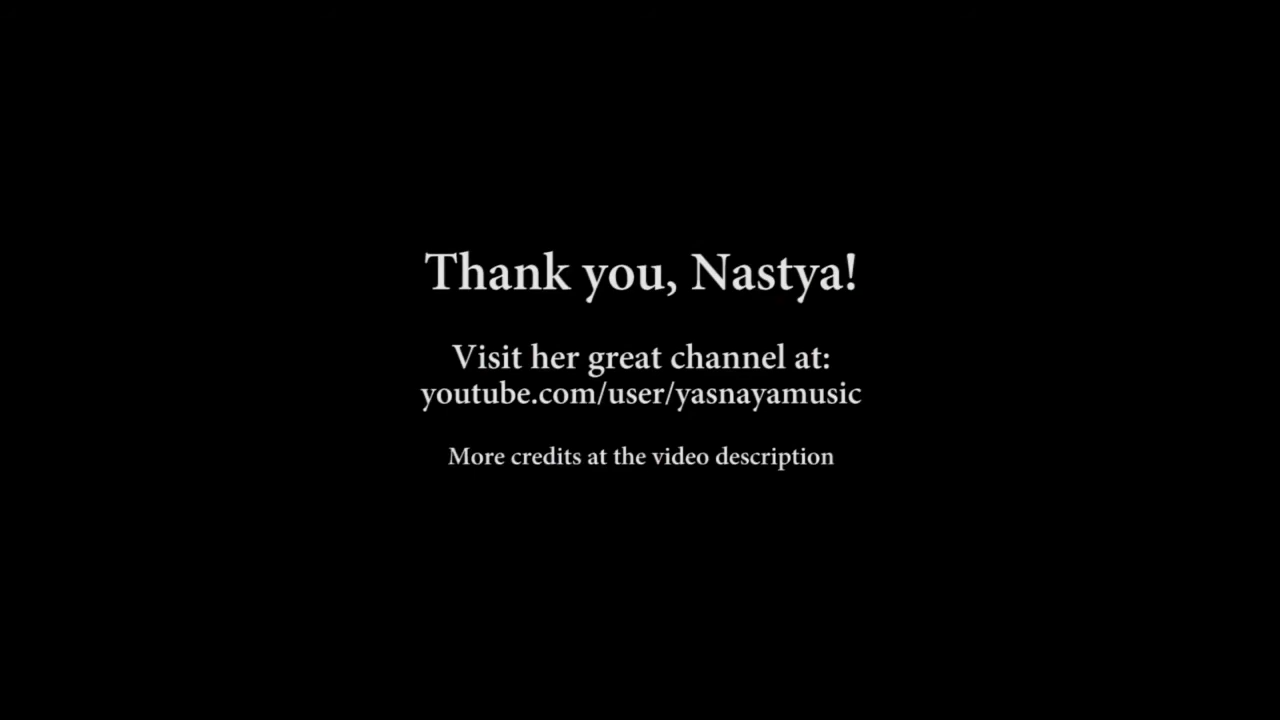 Thank you, Nastya!
Visit her great channel at:
youtube.com/user/yasnayamusic
More credits at the video description